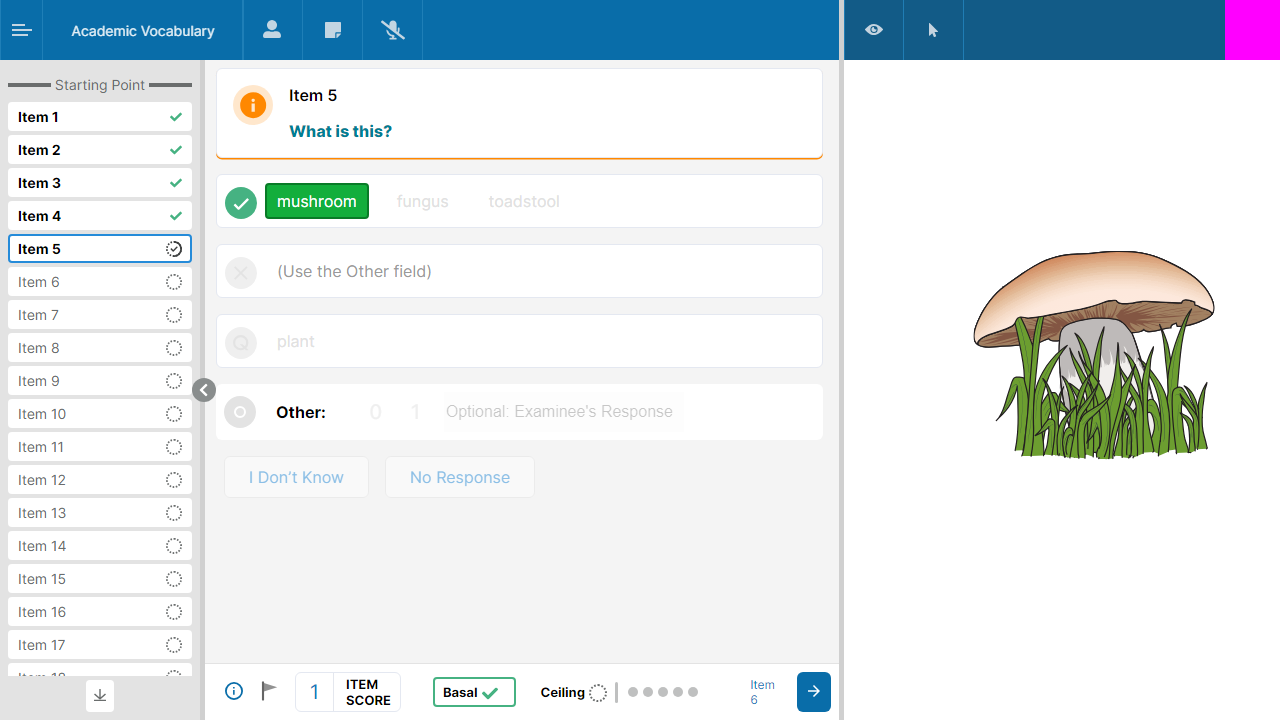 Academic Vocabulary
Starting Point
Item 1
Item 2
Item 3
Item 4
Item 5
Item 6
Item 7
Item 8
Item 9
Item 10
Item 11
Item 12
Item 13
Item 14
Item 15
Item 16
Item 17
Item 18
Item 5
What is this?
mushroom fungus toadstool
(Use the Other field)
plant
Other: 0 1 Optional: Examinee's Response
I Don't Know No Response
1 ITEM
SCORE
Basal
Ceiling
Item
6